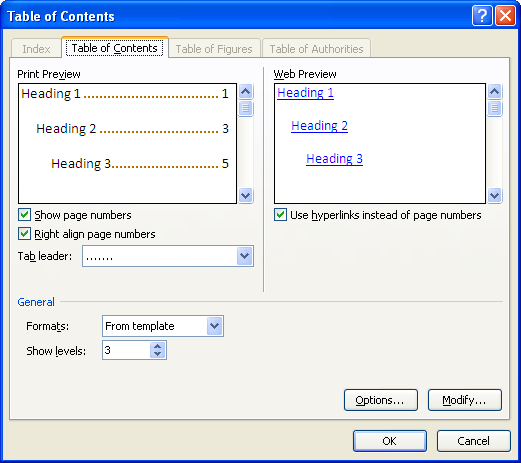 Table of Contents
Index
Table of Contents
Table of Figures
Table of Authorities
Print Preview
Heading 1 ................................ 1
Heading 2 ............................. 3
Heading 3.......................... 5
Show page numbers
Right align page numbers
Tab leader:
.......
Web Preview
Heading 1
Heading 2
Heading 3
Use hyperlinks instead of page numbers
General
Formats:
From template
Show levels:
3
Options...
Modify...
OK
Cancel